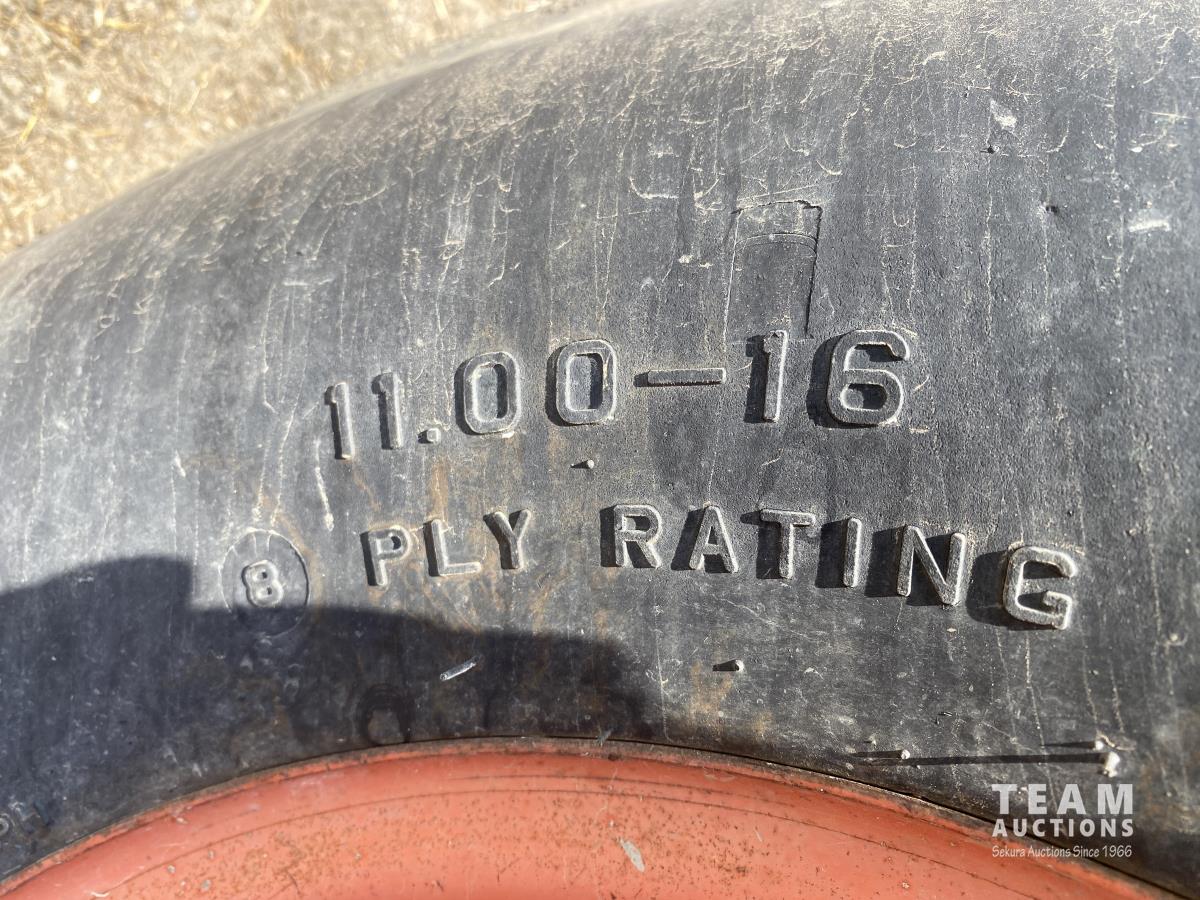 11.00-16
8 PLY RATING
TEAM
AUCTIONS
Sekura Auctions Since 1966